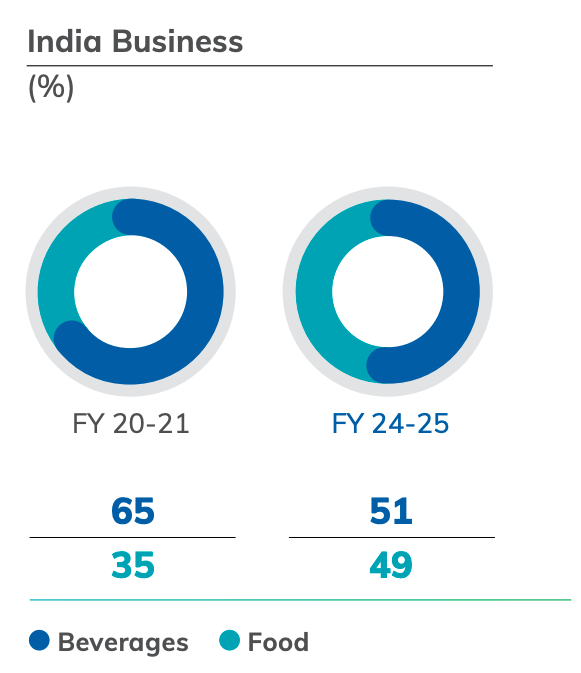 India Business
(%)
FY 20-21 FY 24-25
65 51
35 49
Beverages Food